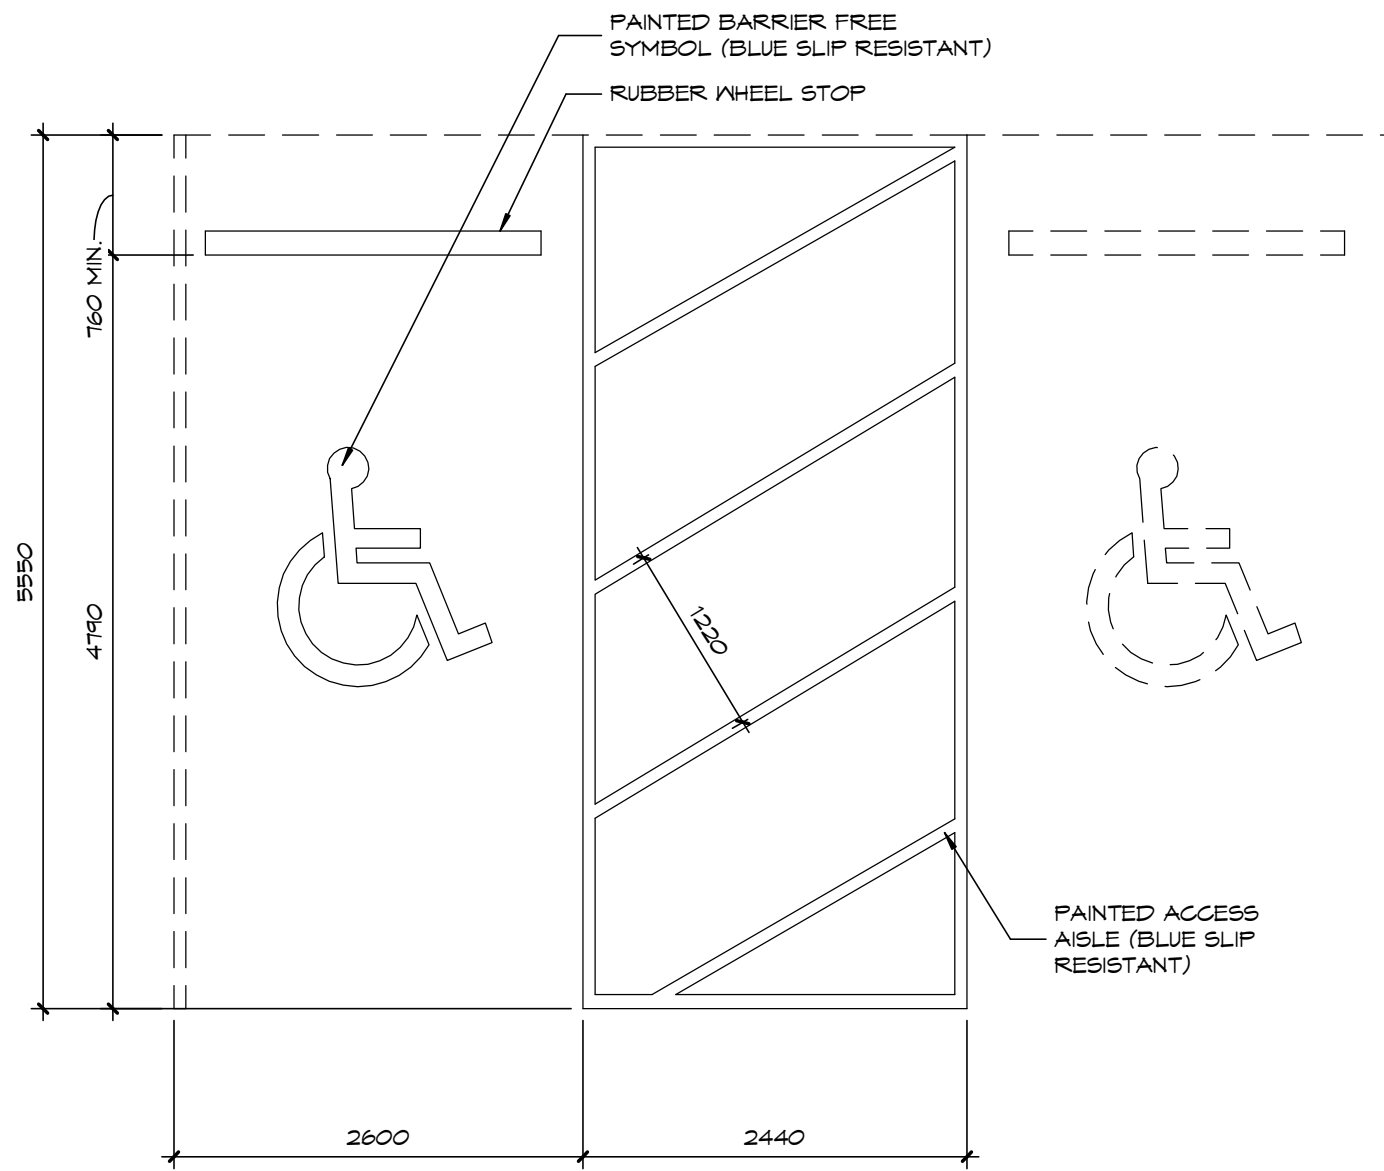 PAINTED BARRIER FREE
SYMBOL (BLUE SLIP RESISTANT)
RUBBER WHEEL STOP
760 MIN.
5550
4790
1220
PAINTED ACCESS
AISLE (BLUE SLIP
RESISTANT)
2600
2440